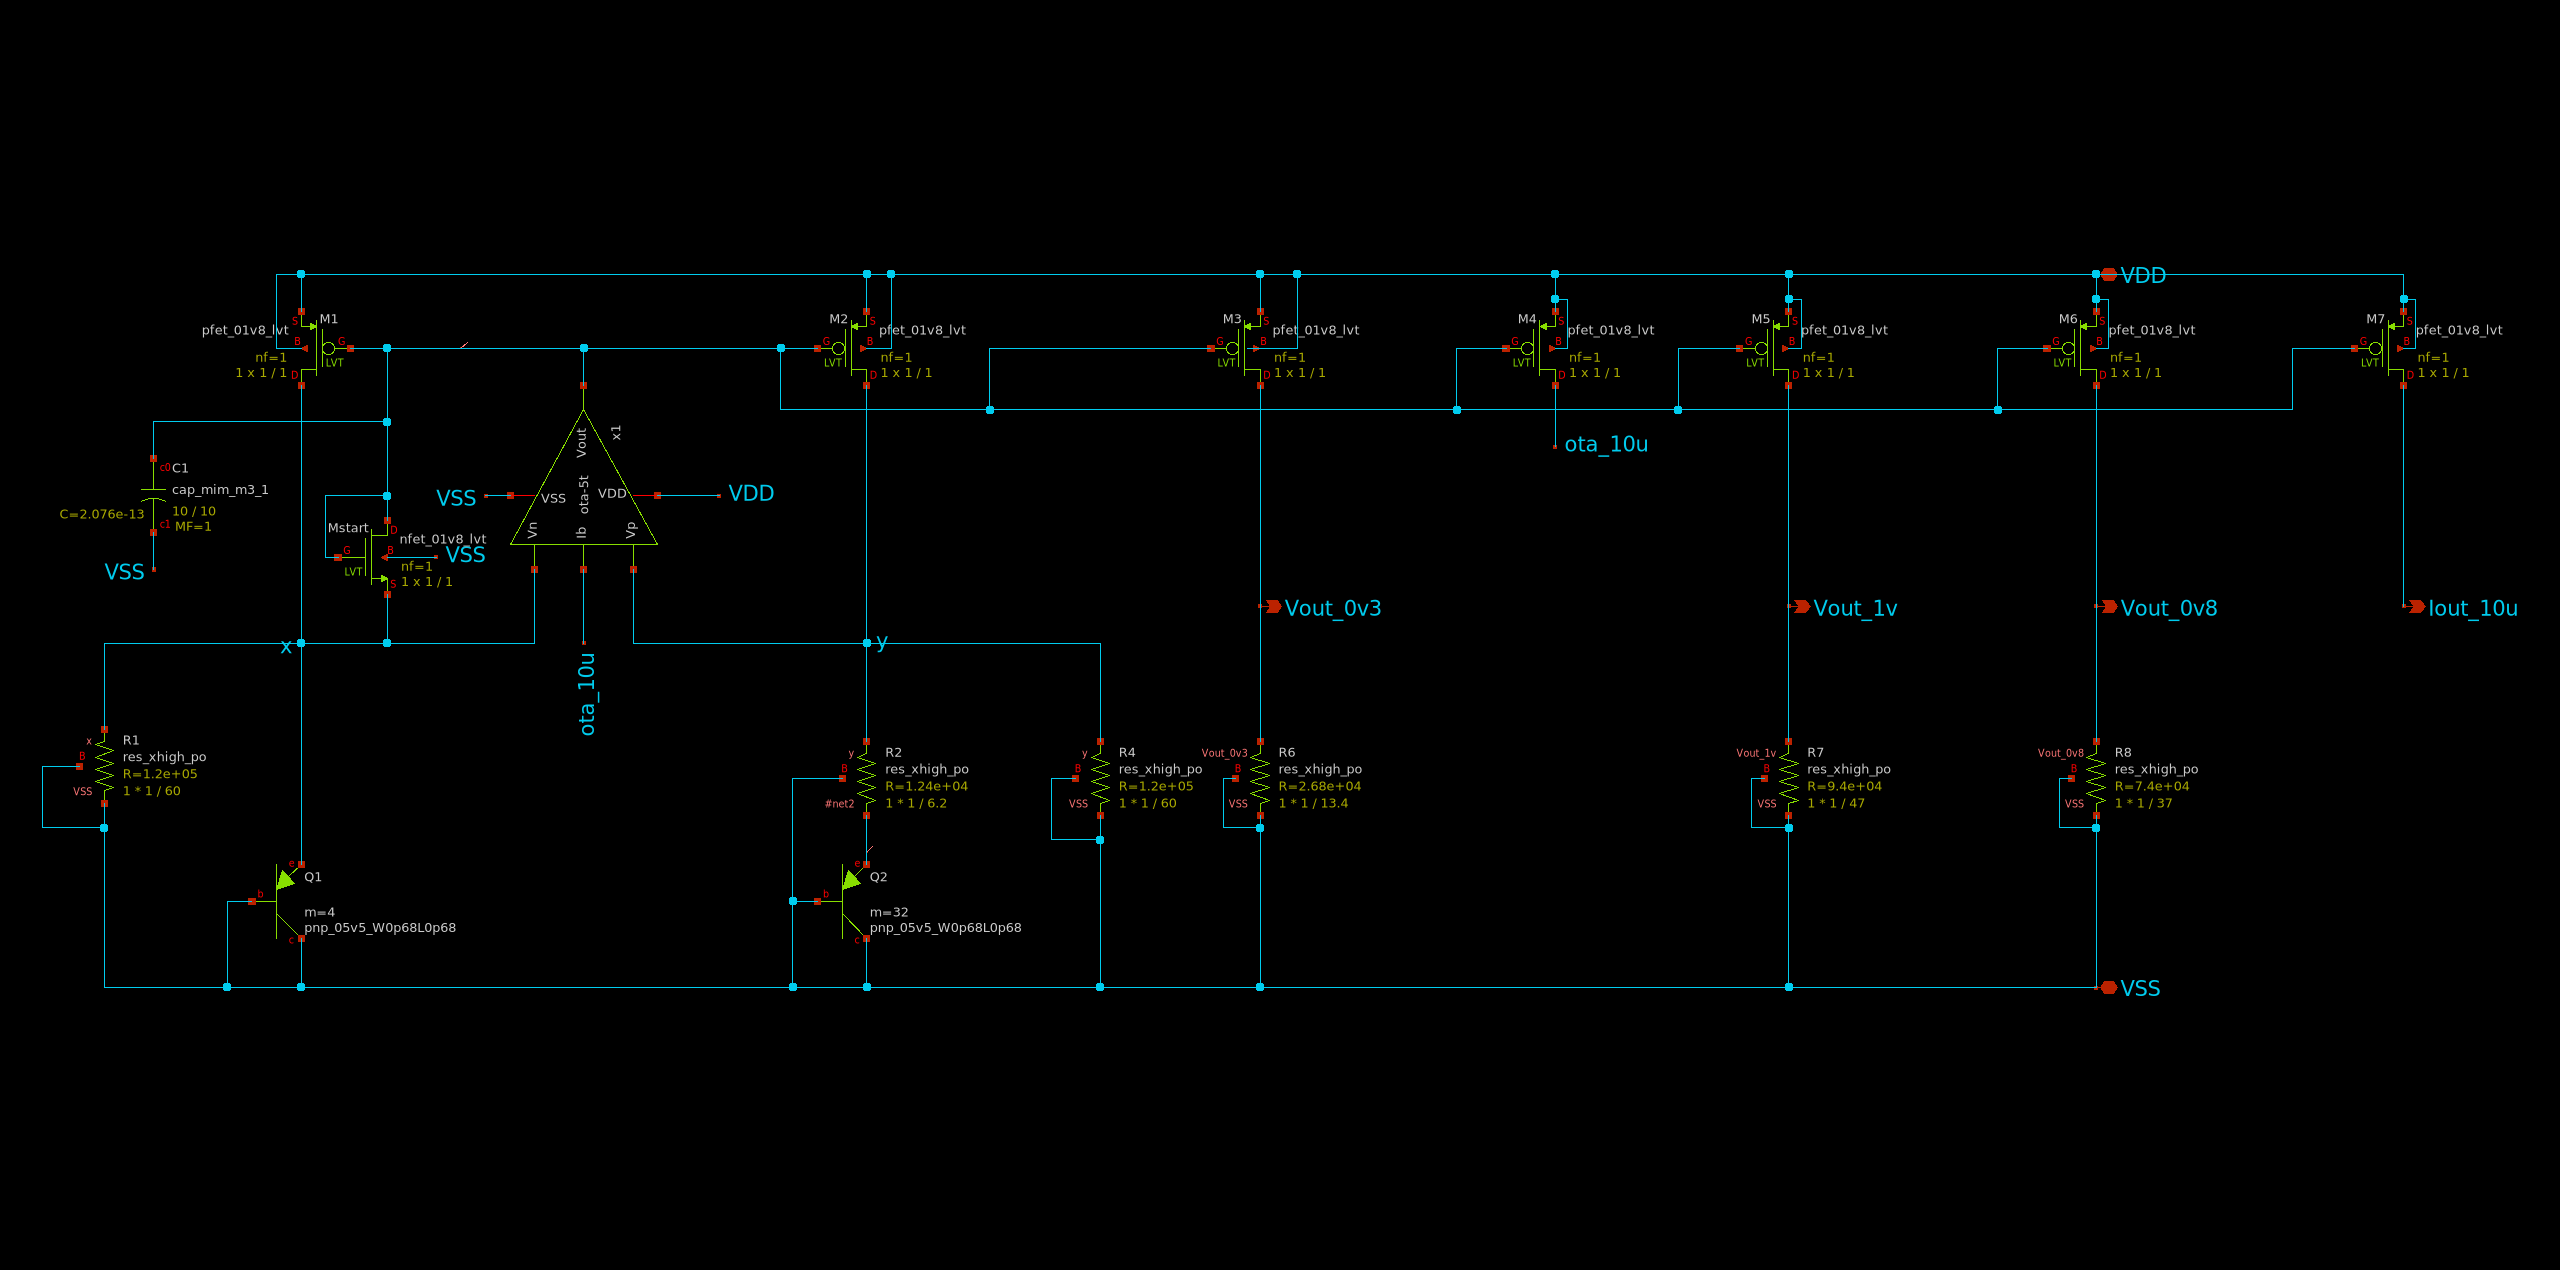 VDD
M1
pfet_01v8_lvt
nf=1
1 x 1 / 1
S
B
G
D
LVT
M2
pfet_01v8_lvt
nf=1
1 x 1 / 1
S
B
G
D
LVT
M3
pfet_01v8_lvt
nf=1
1 x 1 / 1
S
B
G
D
LVT
M4
pfet_01v8_lvt
nf=1
1 x 1 / 1
S
B
G
D
LVT
M5
pfet_01v8_lvt
nf=1
1 x 1 / 1
S
B
G
D
LVT
M6
pfet_01v8_lvt
nf=1
1 x 1 / 1
S
B
G
D
LVT
M7
pfet_01v8_lvt
nf=1
1 x 1 / 1
S
B
G
D
LVT
ota_10u
c0
C1
cap_mim_m3_1
C=2.076e-13
10 / 10
MF=1
c1
VSS
Mstart
nfet_01v8_lvt
nf=1
1 x 1 / 1
D
G
B
S
LVT
VSS
x1
Vout
ota-5t
VSS
VDD
Vn
Ib
Vp
VSS
VDD
ota_10u
x
y
Vout_0v3
Vout_1v
Vout_0v8
Iout_10u
x
B
VSS
R1
res_xhigh_po
R=1.2e+05
1 * 1 / 60
y
B
#net2
R2
res_xhigh_po
R=1.24e+04
1 * 1 / 6.2
y
B
VSS
R4
res_xhigh_po
R=1.2e+05
1 * 1 / 60
Vout_0v3
B
VSS
R6
res_xhigh_po
R=2.68e+04
1 * 1 / 13.4
Vout_1v
B
VSS
R7
res_xhigh_po
R=9.4e+04
1 * 1 / 47
Vout_0v8
B
VSS
R8
res_xhigh_po
R=7.4e+04
1 * 1 / 37
e
Q1
b
m=4
pnp_05v5_W0p68L0p68
c
e
Q2
b
m=32
pnp_05v5_W0p68L0p68
c
VSS